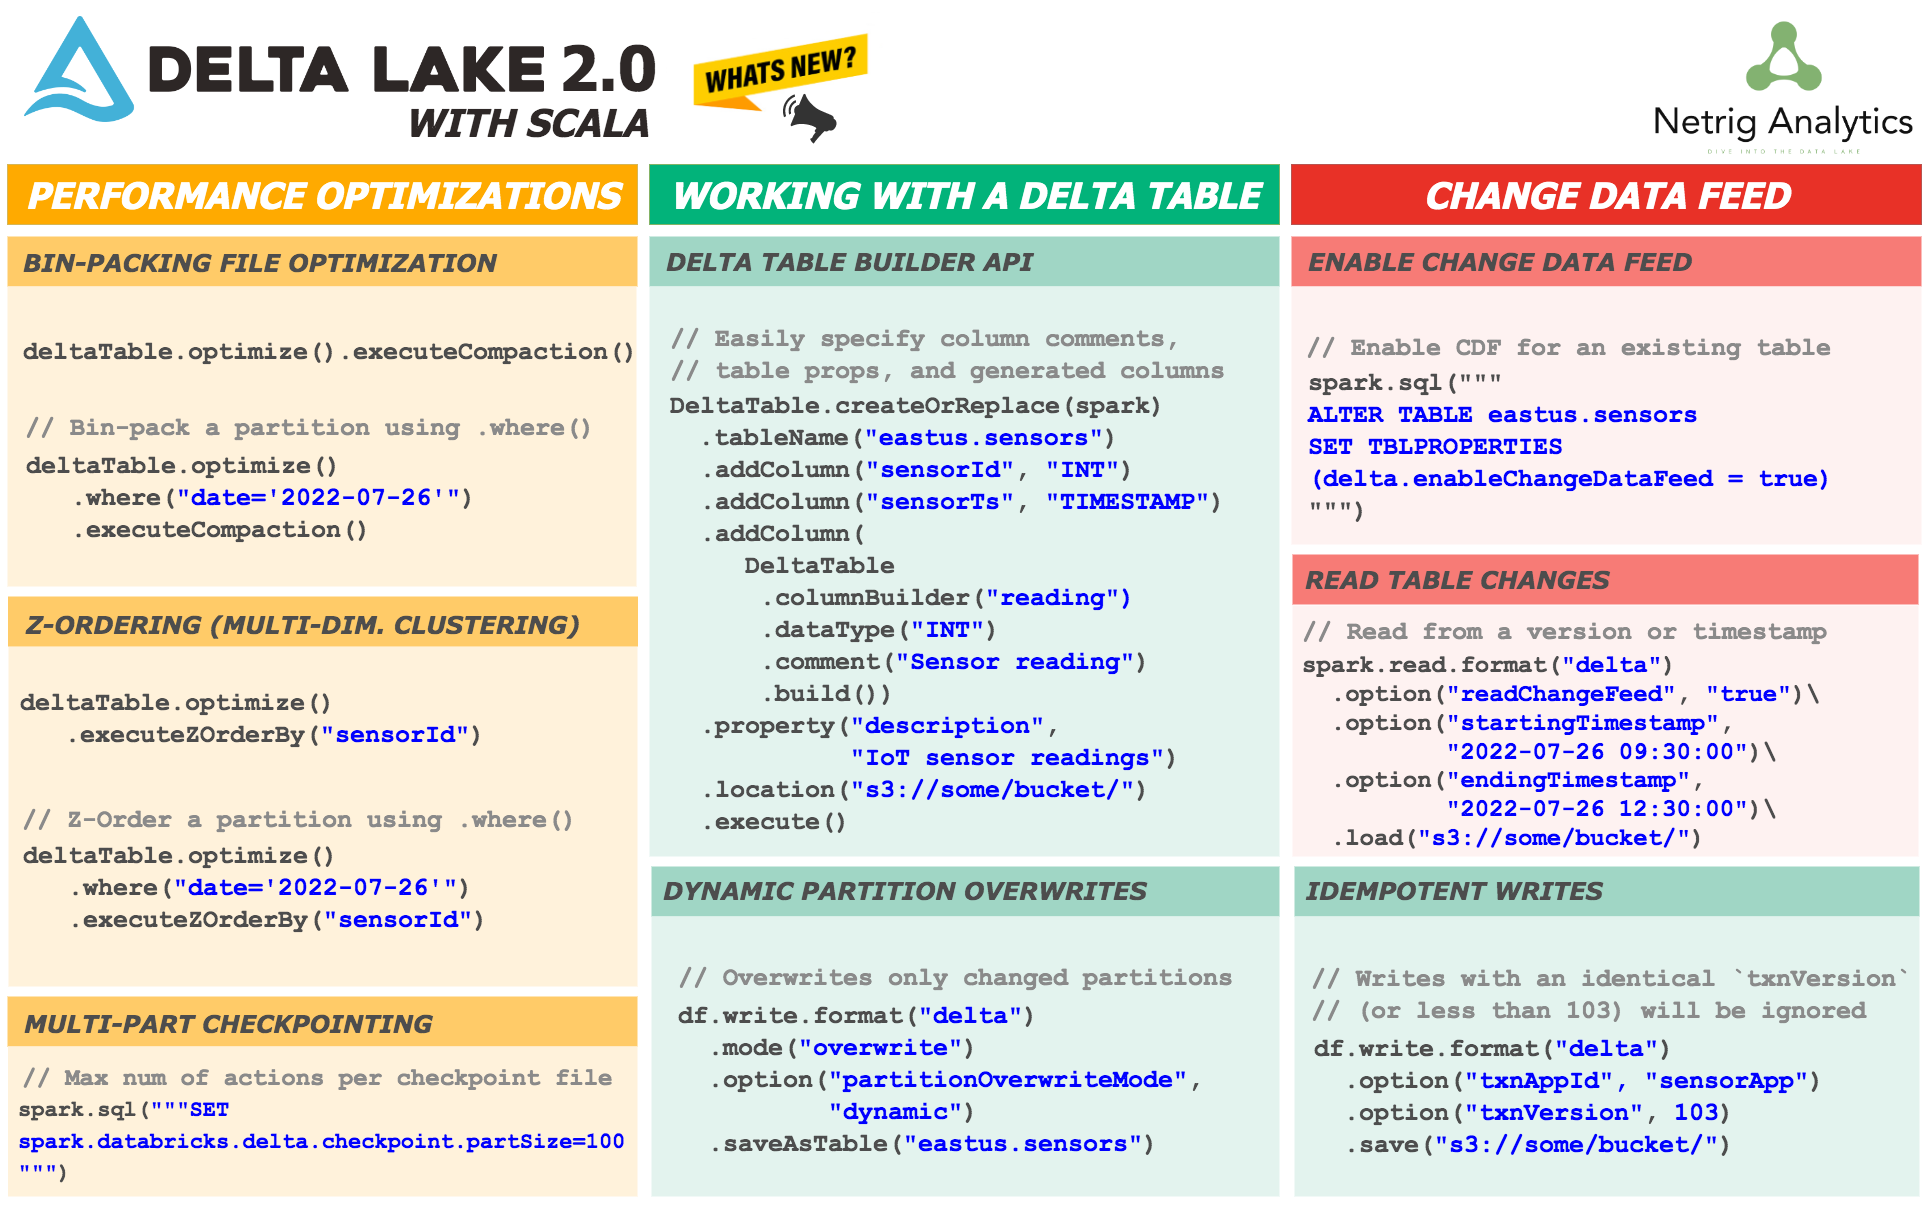 DELTA LAKE 2.0
WITH SCALA
WHATS NEW?
Netrig Analytics
DIVE INTO THE DATA LAKE
PERFORMANCE OPTIMIZATIONS
BIN-PACKING FILE OPTIMIZATION
deltaTable.optimize().executeCompaction()
// Bin-pack a partition using .where()
deltaTable.optimize()
   .where("date='2022-07-26'")
   .executeCompaction()
Z-ORDERING (MULTI-DIM. CLUSTERING)
deltaTable.optimize()
   .executeZOrderBy("sensorId")
// Z-Order a partition using .where()
deltaTable.optimize()
   .where("date='2022-07-26'")
   .executeZOrderBy("sensorId")
MULTI-PART CHECKPOINTING
// Max num of actions per checkpoint file
spark.sql("""SET
spark.databricks.delta.checkpoint.partSize=100
""")
WORKING WITH A DELTA TABLE
DELTA TABLE BUILDER API
// Easily specify column comments,
// table props, and generated columns
DeltaTable.createOrReplace(spark)
  .tableName("eastus.sensors")
  .addColumn("sensorId", "INT")
  .addColumn("sensorTs", "TIMESTAMP")
  .addColumn(
     DeltaTable
      .columnBuilder("reading")
      .dataType("INT")
      .comment("Sensor reading")
      .build())
  .property("description",
            "IoT sensor readings")
  .location("s3://some/bucket/")
  .execute()
DYNAMIC PARTITION OVERWRITES
// Overwrites only changed partitions
df.write.format("delta")
  .mode("overwrite")
  .option("partitionOverwriteMode",
          "dynamic")
  .saveAsTable("eastus.sensors")
CHANGE DATA FEED
ENABLE CHANGE DATA FEED
// Enable CDF for an existing table
spark.sql("""
ALTER TABLE eastus.sensors
SET TBLPROPERTIES
(delta.enableChangeDataFeed = true)
""")
READ TABLE CHANGES
// Read from a version or timestamp
spark.read.format("delta")
  .option("readChangeFeed", "true")\
  .option("startingTimestamp",
          "2022-07-26 09:30:00")\
  .option("endingTimestamp",
          "2022-07-26 12:30:00")\
  .load("s3://some/bucket/")
IDEMPOTENT WRITES
// Writes with an identical `txnVersion`
// (or less than 103) will be ignored
df.write.format("delta")
  .option("txnAppId", "sensorApp")
  .option("txnVersion", 103)
  .save("s3://some/bucket/")